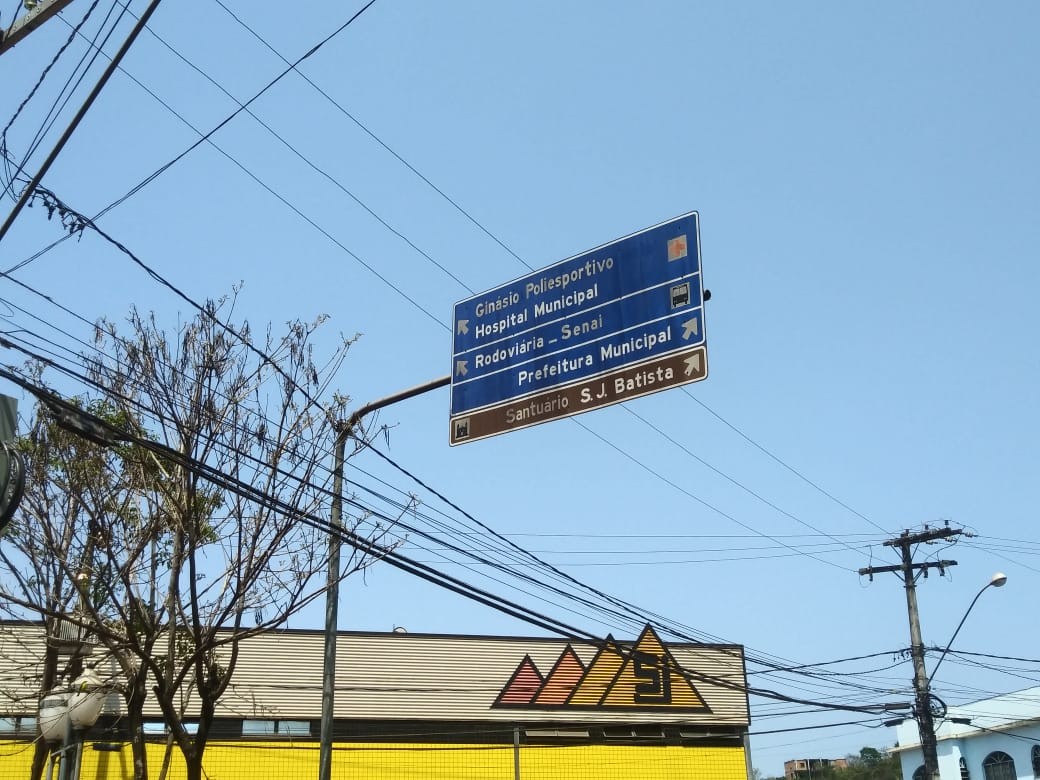 Ginásio Poliesportivo
Hospital Municipal
Rodoviária - Senai
Prefeitura Municipal
Santuário S.J. Batista
SJ